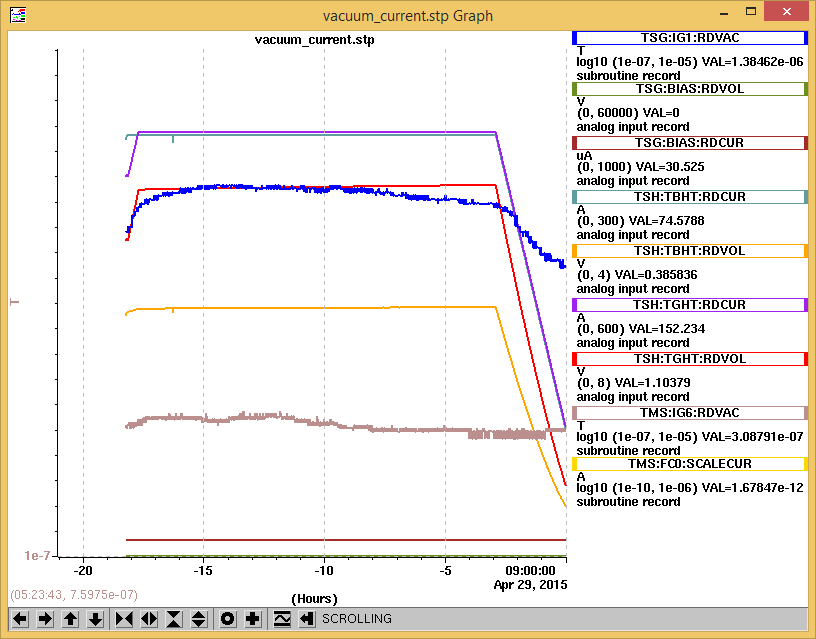 vacuum_current.stp Graph
vacuum_current.stp
TSG:IG1:RDVAC
T
log10 (1e-07, 1e-05) VAL=1.38462e-06
subroutine record
TSG:BIAS:RDVOL
V
(0, 60000) VAL=0
analog input record
TSG:BIAS:RDCUR
uA
(0, 1000) VAL=30.525
analog input record
TSH:TBHT:RDCUR
A
(0, 300) VAL=74.5788
analog input record
TSH:TBHT:RDVOL
V
(0, 4) VAL=0.385836
analog input record
TSH:TGHT:RDCUR
A
(0, 600) VAL=152.234
analog input record
TSH:TGHT:RDVOL
V
(0, 8) VAL=1.10379
analog input record
TMS:IG6:RDVAC
T
log10 (1e-07, 1e-05) VAL=3.08791e-07
subroutine record
TMS:FC0:SCALECUR
A
log10 (1e-10, 1e-06) VAL=1.67847e-12
subroutine record
T
1e-7
-20 -15 -10 -5 09:00:00
Apr 29, 2015
(05:23:43, 7.5975e-07)
(Hours)
SCROLLING